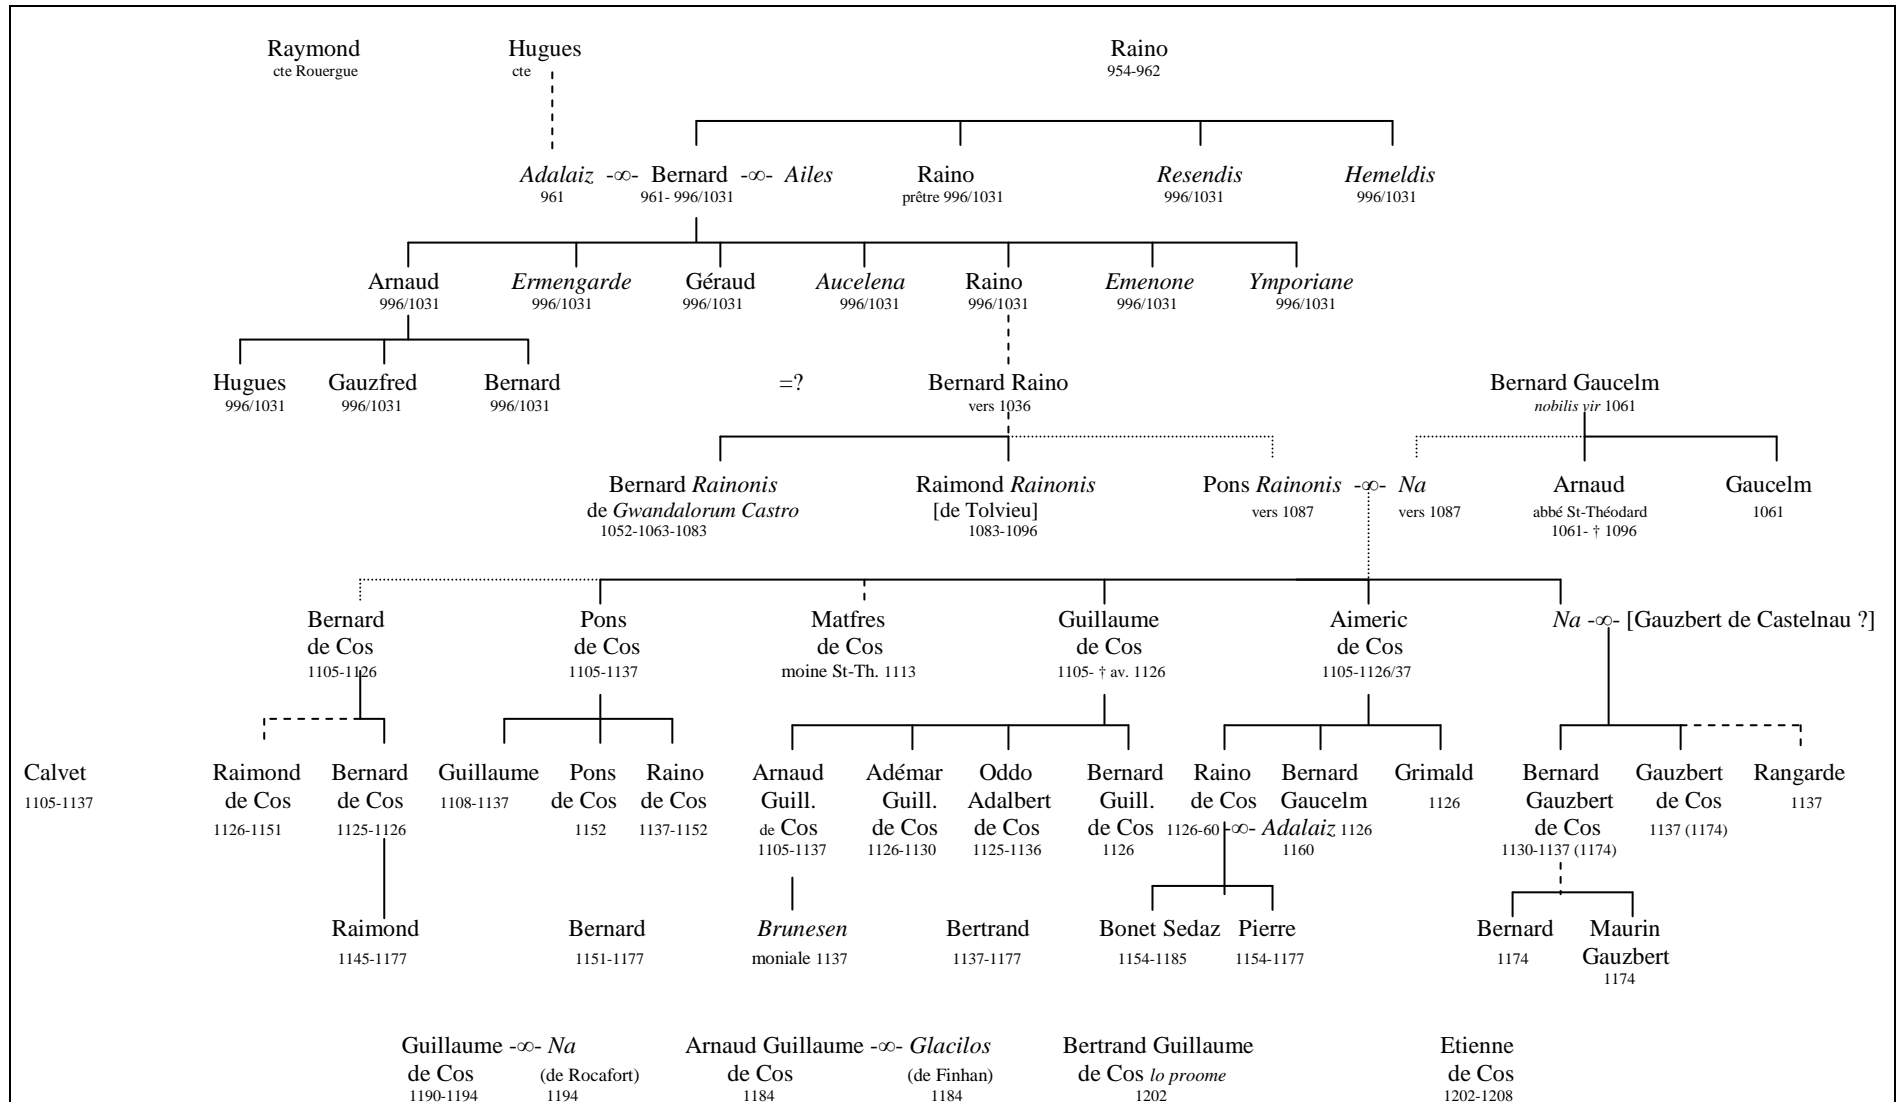 Raymond Hugues Raino
cte Rouergue cte 954-962
Adalaiz -∞- Bernard -∞- Ailes Raino Resendis Hemeldis
961 961- 996/1031 prêtre 996/1031 996/1031 996/1031
Arnaud Ermengarde Géraud Aucelena Raino Emenone Ymporiane
996/1031 996/1031 996/1031 996/1031 996/1031 996/1031 996/1031
Hugues Gauzfred Bernard =? Bernard Raino Bernard Gaucelm
996/1031 996/1031 996/1031 vers 1036 nobilis vir 1061
Bernard Rainonis Raimond Rainonis Pons Rainonis -∞- Na Arnaud Gaucelm
de Gwandalorum Castro [de Tolvieu] vers 1087 vers 1087 abbé St-Théodard 1061
1052-1063-1083 1083-1096 1061- † 1096
Bernard Pons Matfres Guillaume Aimeric Na -∞- [Gauzbert de Castelnau ?]
de Cos de Cos de Cos de Cos de Cos
1105-1126 1105-1137 moine St-Th. 1113 1105- † av. 1126 1105-1126/37
Calvet Raimond Bernard Guillaume Pons Raino Arnaud Adémar Oddo Bernard Raino Bernard Grimald Bernard Gauzbert Rangarde
1105-1137 de Cos de Cos 1108-1137 de Cos de Cos Guill. Guill. Adalbert Guill. de Cos Gaucelm 1126 Gauzbert de Cos 1137
1126-1151 1125-1126 1152 1137-1152 de Cos de Cos de Cos de Cos 1126-60 -∞- Adalaiz 1126 de Cos 1137 (1174)
1105-1137 1126-1130 1125-1136 1126 1160 1130-1137 (1174)
Raimond Bernard Brunesen Bertrand Bonet Sedaz Pierre Bernard Maurin
1145-1177 1151-1177 moniale 1137 1137-1177 1154-1185 1154-1177 1174 Gauzbert
1174
Guillaume -∞- Na Arnaud Guillaume -∞- Glacilos Bertrand Guillaume Etienne
de Cos (de Rocafort) de Cos (de Finhan) de Cos lo proome de Cos
1190-1194 1194 1184 1184 1202 1202-1208